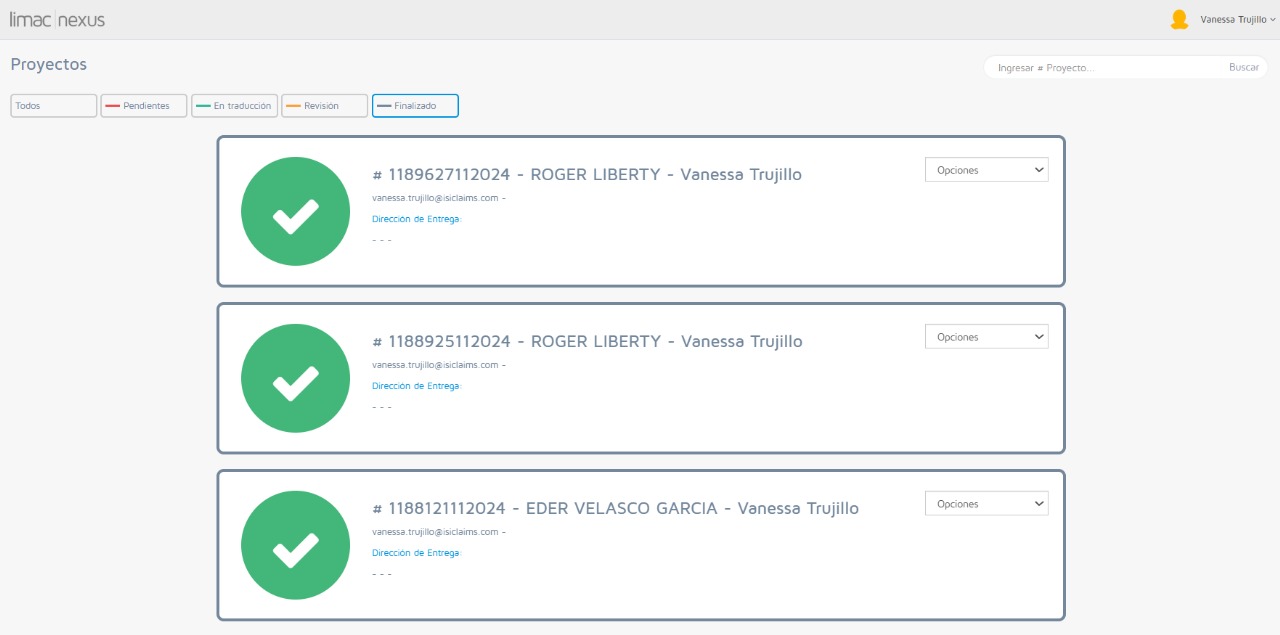 limac nexus
Vanessa Trujillo
Proyectos
Ingresar # Proyecto... Buscar
Todos Pendientes En traducción Revisión Finalizado
# 1189627112024 - ROGER LIBERTY - Vanessa Trujillo
Opciones
vanessa.trujillo@isiclaims.com -
Dirección de Entrega:
- - -
# 1188925112024 - ROGER LIBERTY - Vanessa Trujillo
Opciones
vanessa.trujillo@isiclaims.com -
Dirección de Entrega:
- - -
# 1188121112024 - EDER VELASCO GARCIA - Vanessa Trujillo
Opciones
vanessa.trujillo@isiclaims.com -
Dirección de Entrega:
- - -